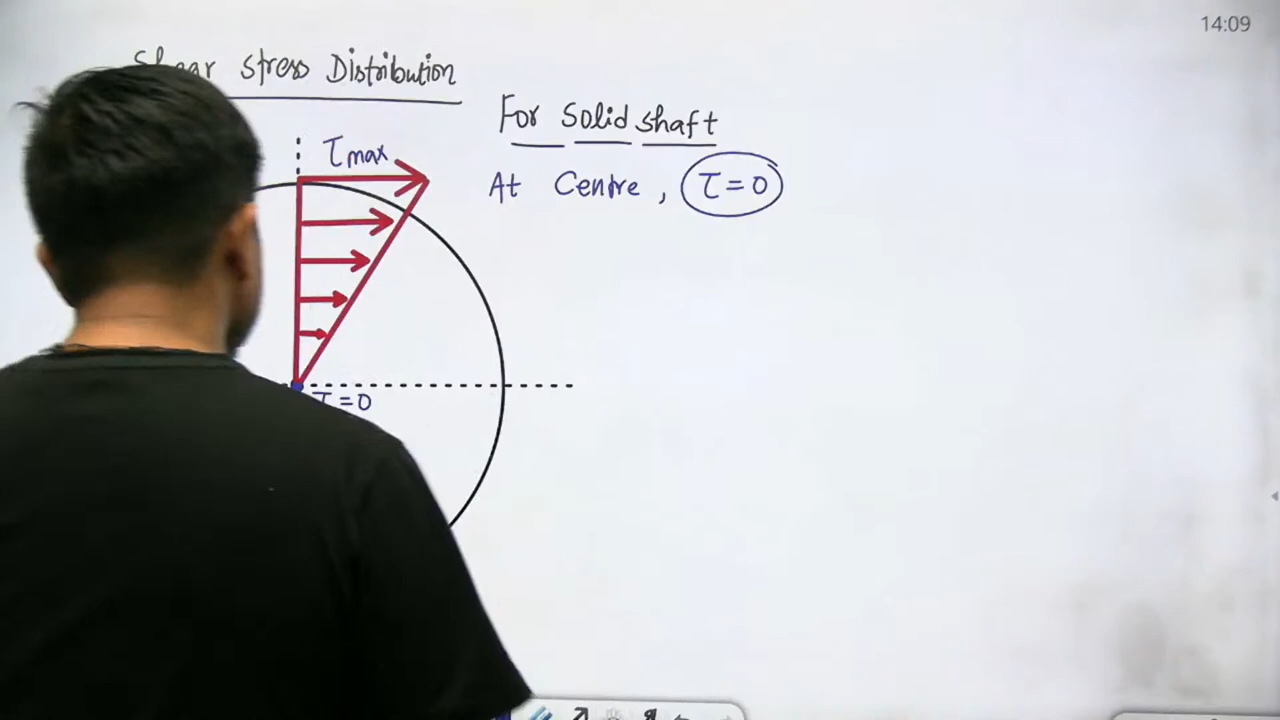 14:09
Shear stress Distribution
For Solid shaft
τmax
At Centre, τ=0
τ=0